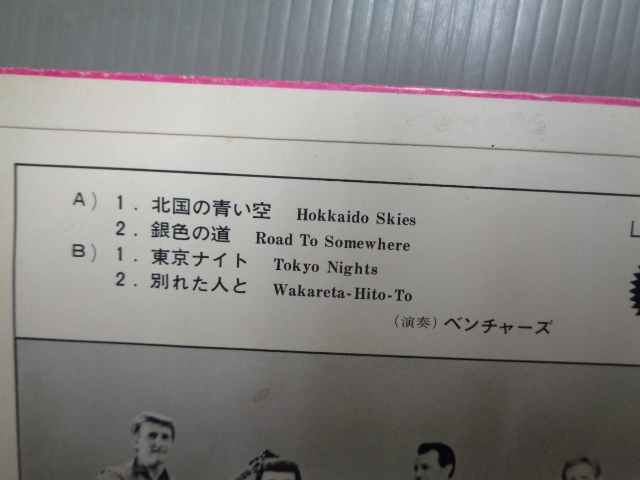 A) 1. 北国の青い空 Hokkaido Skies
2. 銀色の道 Road To Somewhere
B) 1. 東京ナイト Tokyo Nights
2. 別れた人と Wakareta-Hito-To
(演奏) ベンチャーズ